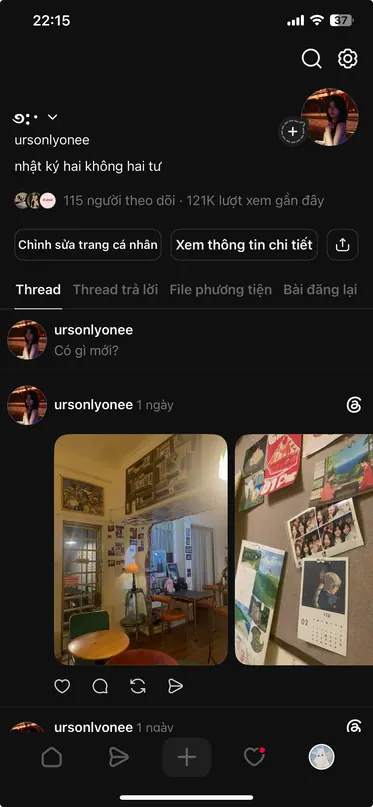 22:15
37
ursonlyonee
nhật ký hai không hai tư
115 người theo dõi · 121K lượt xem gần đây
Chỉnh sửa trang cá nhân
Xem thông tin chi tiết
Thread
Thread trả lời
File phương tiện
Bài đăng lại
ursonlyonee
Có gì mới?
ursonlyonee 1 ngày
02
ursonlyonee 1 ngày